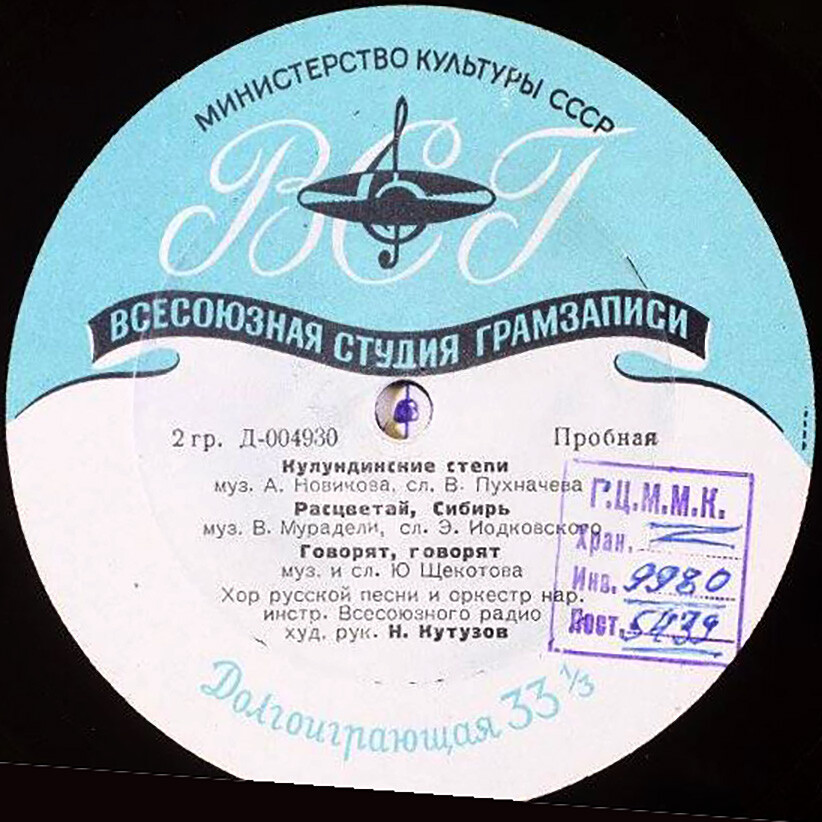 МИНИСТЕРСТВО КУЛЬТУРЫ СССР
ВСГ
ВСЕСОЮЗНАЯ СТУДИЯ ГРАМЗАПИСИ
2 гр. Д-004930 Пробная
Кулундинские степи
муз. А. Новикова, сл. В. Пухначева
Расцветай, Сибирь
муз. В. Мурадели, сл. Э. Иодковского
Говорят, говорят
муз. и сл. Ю Щекотова
Хор русской песни и оркестр нар.
инстр. Всесоюзного радио
худ. рук. Н. Кутузов
Г.Ц.М.М.К.
Хран.
Инв. 9980
Пост. 5439
Долгоиграющая 33 1/3